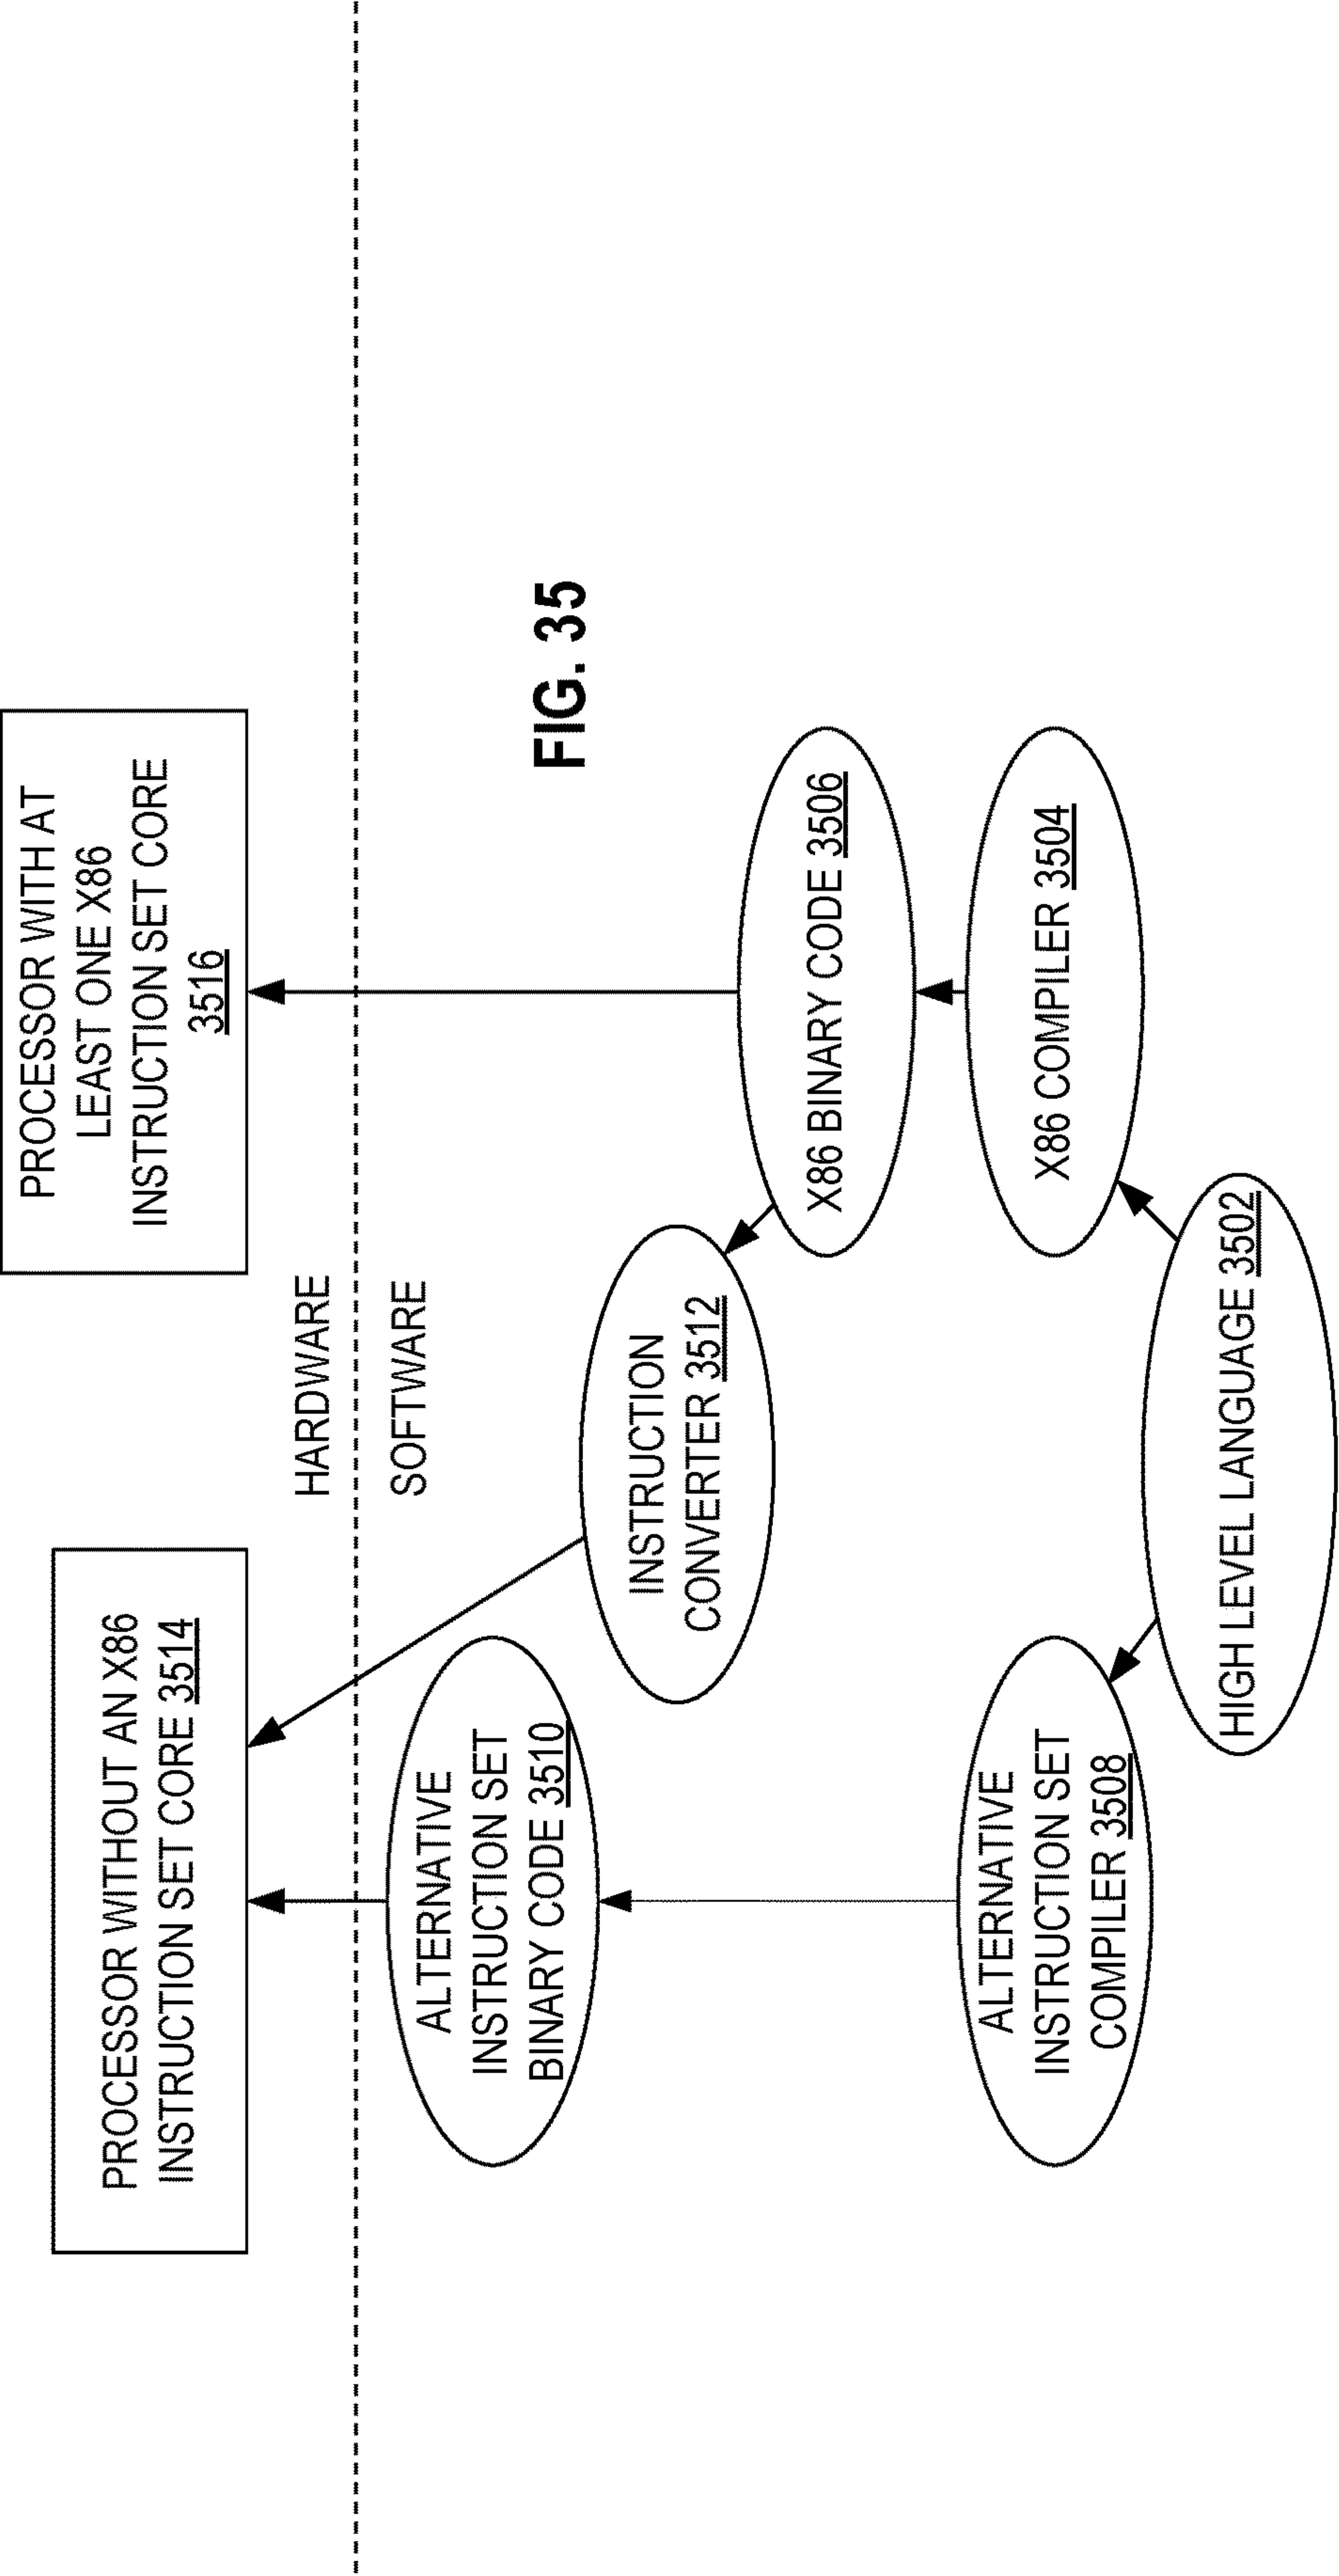 PROCESSOR WITHOUT AN X86
INSTRUCTION SET CORE 3514
PROCESSOR WITH AT
LEAST ONE X86
INSTRUCTION SET CORE
3516
HARDWARE
SOFTWARE
ALTERNATIVE
INSTRUCTION SET
BINARY CODE 3510
FIG. 35
INSTRUCTION
CONVERTER 3512
X86 BINARY CODE 3506
ALTERNATIVE
INSTRUCTION SET
COMPILER 3508
X86 COMPILER 3504
HIGH LEVEL LANGUAGE 3502